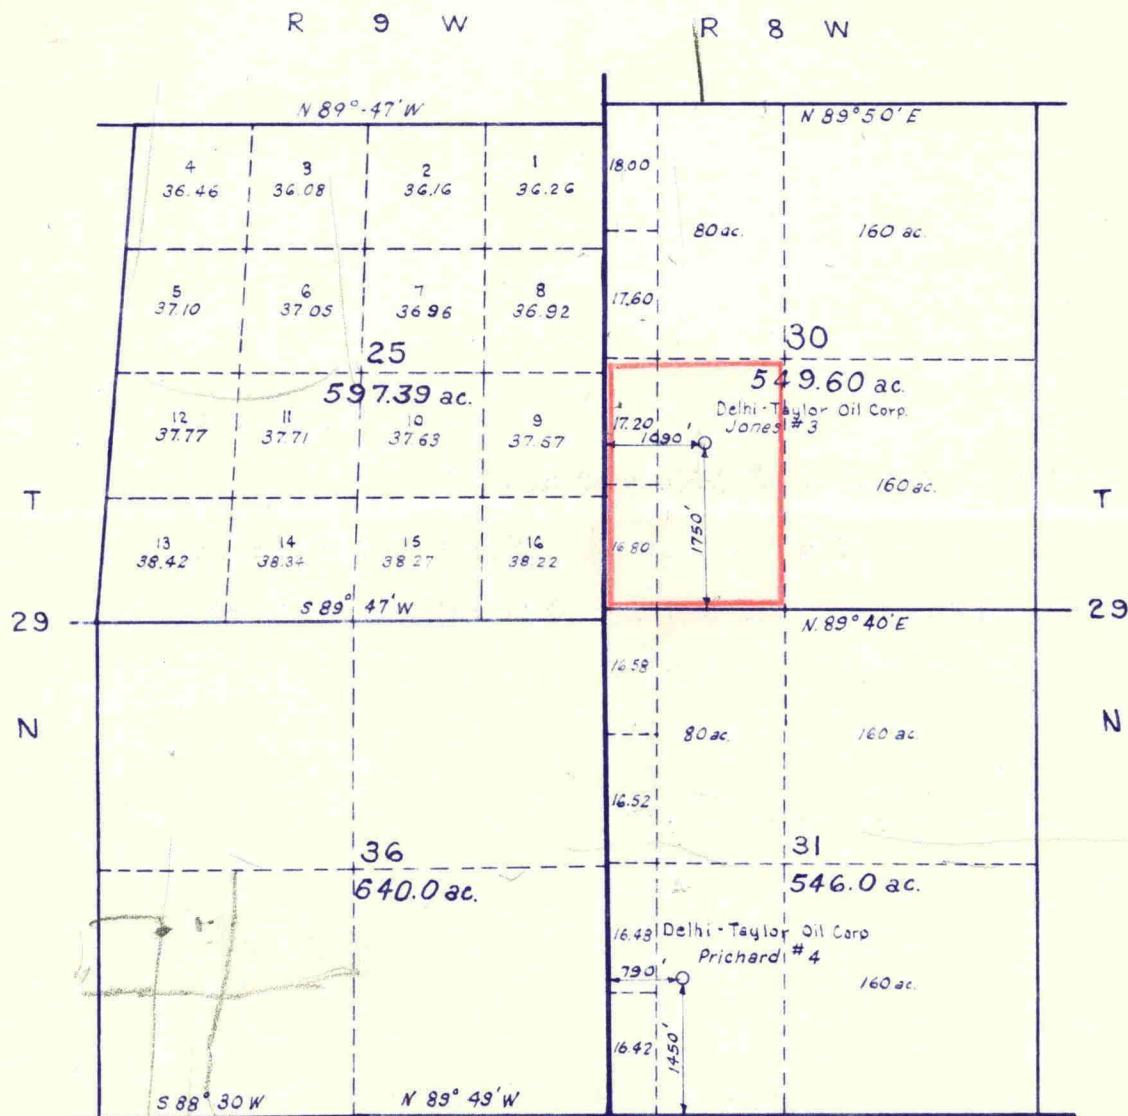 R 9 W
R 8 W
N 89°-47' W
N 89° 50' E
4
36.46
3
36.08
2
36.16
1
36.26
18.00
80 ac.
160 ac.
5
37.10
6
37.05
7
36.96
8
36.92
17.60
25
597.39 ac.
30
549.60 ac.
12
37.77
11
37.71
10
37.63
9
37.57
17.20
Delhi-Taylor Oil Corp.
Jones #3
1090'
1750'
160 ac.
T
29
N
T
29
N
13
38.42
14
38.34
15
38.27
16
38.22
16.80
S 89° 47' W
N. 89° 40' E
16.58
80 ac.
160 ac.
16.52
36
640.0 ac.
31
546.0 ac.
16.48
Delhi-Taylor Oil Corp
Prichard #4
790'
160 ac.
16.42
1450'
S 88° 30 W
N 89° 49' W